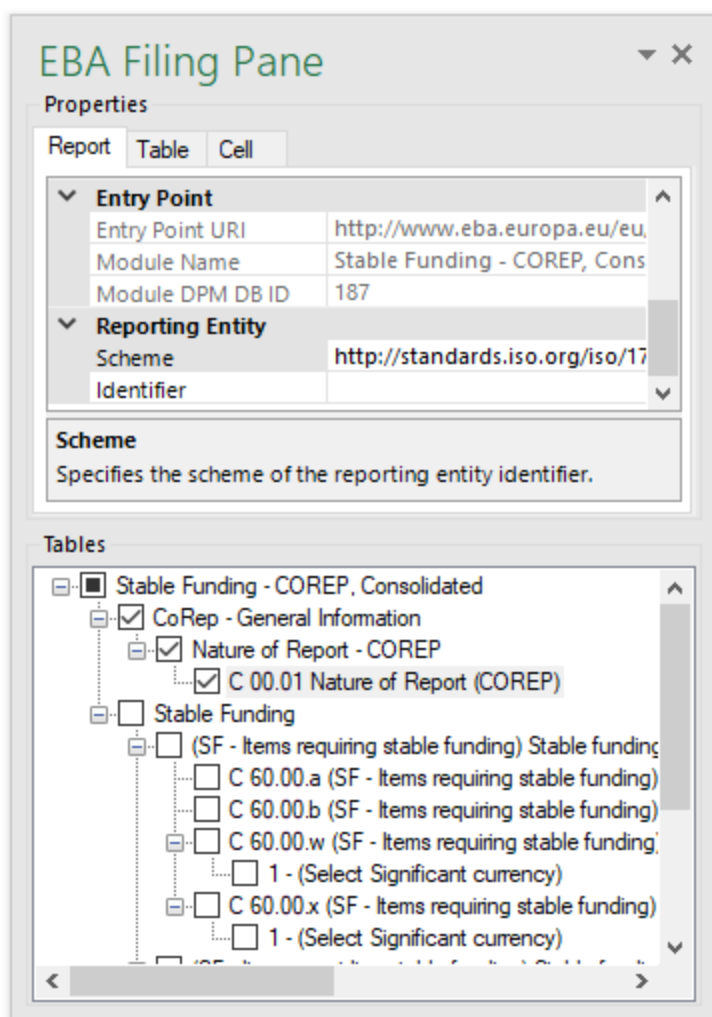 EBA Filing Pane
Properties
Report Table Cell
Entry Point
Entry Point URI http://www.eba.europa.eu/eu,
Module Name Stable Funding - COREP, Cons
Module DPM DB ID 187
Reporting Entity
Scheme http://standards.iso.org/iso/17
Identifier
Scheme
Specifies the scheme of the reporting entity identifier.
Tables
Stable Funding - COREP, Consolidated
CoRep - General Information
Nature of Report - COREP
C 00.01 Nature of Report (COREP)
Stable Funding
(SF - Items requiring stable funding) Stable funding
C 60.00.a (SF - Items requiring stable funding)
C 60.00.b (SF - Items requiring stable funding)
C 60.00.w (SF - Items requiring stable funding)
1 - (Select Significant currency)
C 60.00.x (SF - Items requiring stable funding)
1 - (Select Significant currency)